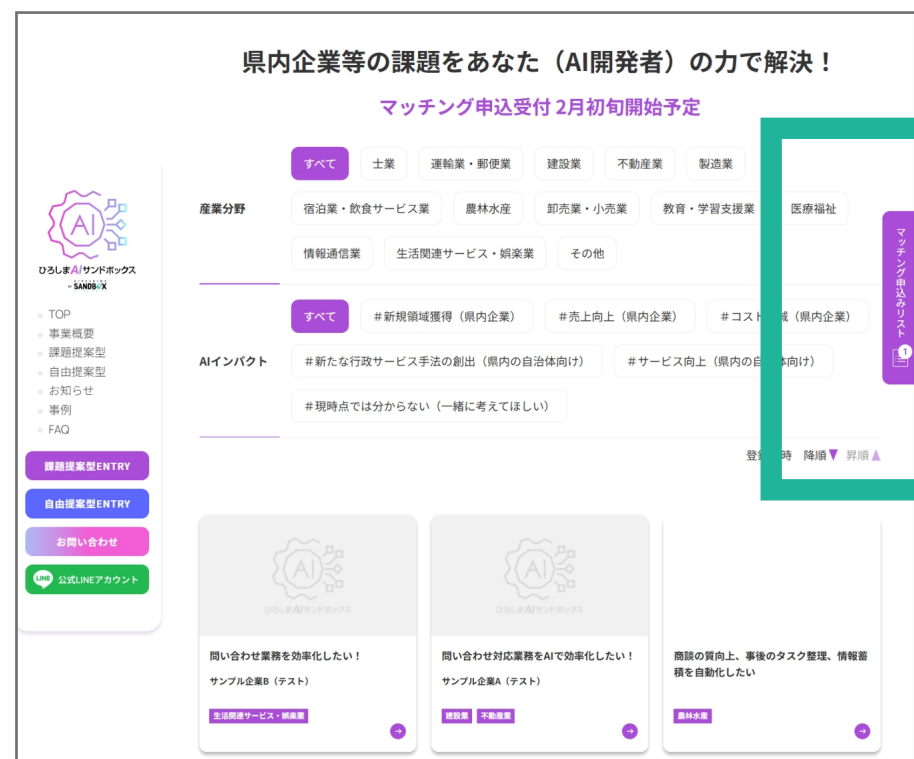 県内企業等の課題をあなた（AI開発者）の力で解決！
マッチング申込受付 2月初旬開始予定
AI
ひろしまAIサンドボックス
SANDBOX
TOP
事業概要
課題提案型
自由提案型
お知らせ
事例
FAQ
課題提案型ENTRY
自由提案型ENTRY
お問い合わせ
LINE 公式LINEアカウント
産業分野
すべて 士業 運輸業・郵便業 建設業 不動産業 製造業
宿泊業・飲食サービス業 農林水産 卸売業・小売業 教育・学習支援業 医療福祉
情報通信業 生活関連サービス・娯楽業 その他
AIインパクト
すべて #新規領域獲得（県内企業） #売上向上（県内企業） #コスト 減（県内企業）
#新たな行政サービス手法の創出（県内の自治体向け） #サービス向上（県内の自 体向け）
#現時点では分からない（一緒に考えてほしい）
登 時 降順▼ 昇順▲
マッチング申込みリスト
1
AI
ひろしまAIサンドボックス
問い合わせ業務を効率化したい！
サンプル企業B（テスト）
生活関連サービス・娯楽業
AI
ひろしまAIサンドボックス
問い合わせ対応業務をAIで効率化したい！
サンプル企業A（テスト）
建設業 不動産業
商談の質向上、事後のタスク整理、情報蓄
積を自動化したい
農林水産